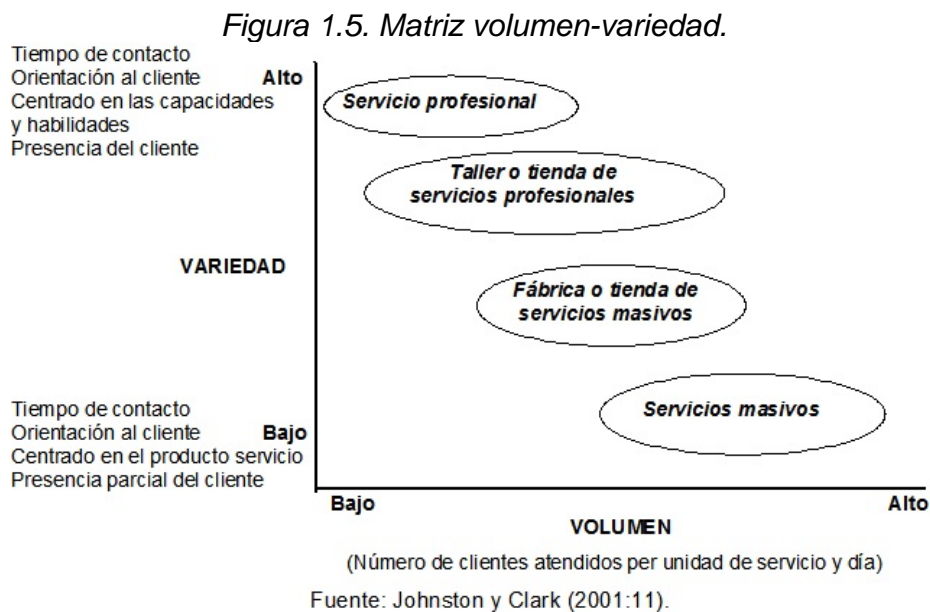 Figura 1.5. Matriz volumen-variedad.
Tiempo de contacto
Orientación al cliente Alto
Centrado en las capacidades
y habilidades
Presencia del cliente
Servicio profesional
Taller o tienda de
servicios profesionales
VARIEDAD
Fábrica o tienda de
servicios masivos
Servicios masivos
Tiempo de contacto
Orientación al cliente Bajo
Centrado en el producto servicio
Presencia parcial del cliente
Bajo Alto
VOLUMEN
(Número de clientes atendidos per unidad de servicio y día)
Fuente: Johnston y Clark (2001:11).